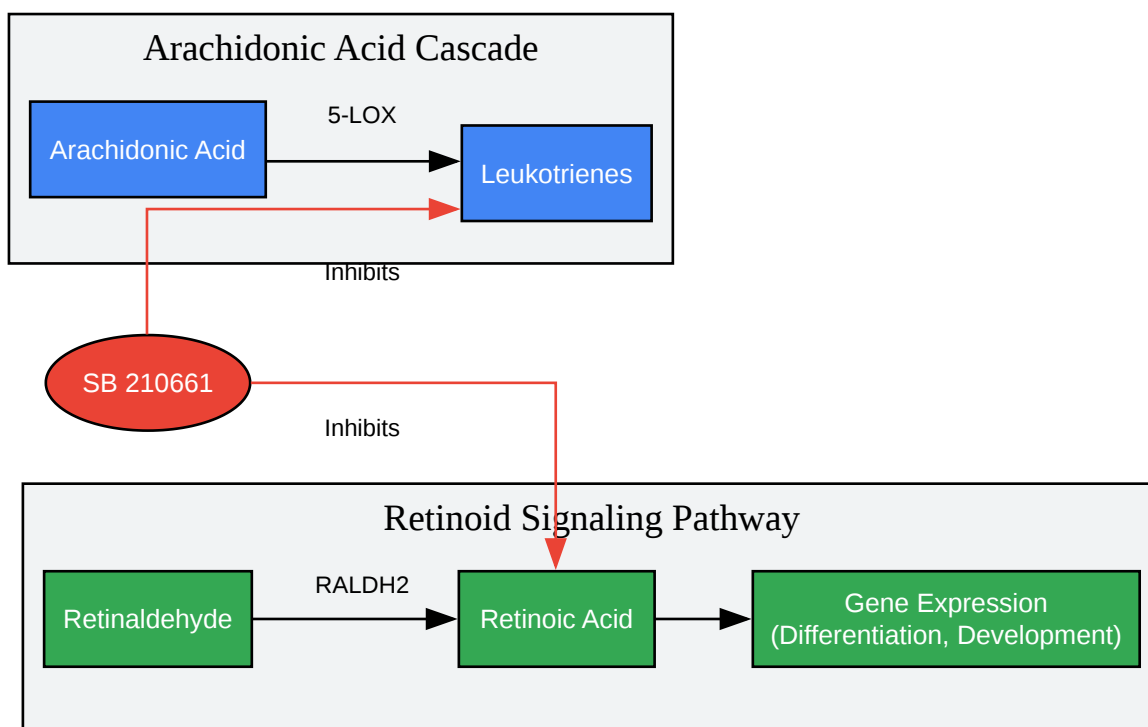 Arachidonic Acid Cascade
5-LOX
Arachidonic Acid
Leukotrienes
Inhibits
SB 210661
Inhibits
Retinoid Signaling Pathway
RALDH2
Retinaldehyde
Retinoic Acid
Gene Expression
(Differentiation, Development)